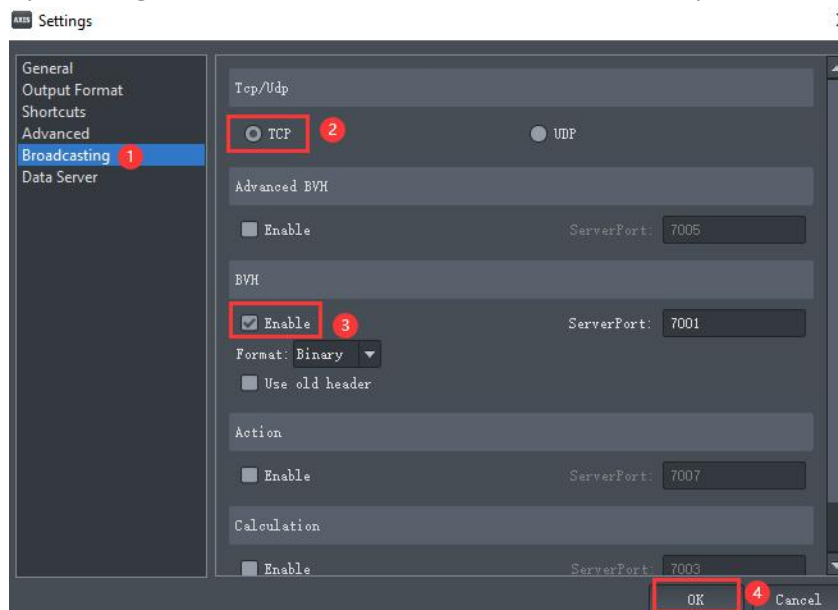 AXIS Settings
General
Output Format
Shortcuts
Advanced
Broadcasting 1
Data Server
Tcp/Udp
TCP 2 UDP
Advanced BVH
Enable ServerPort: 7005
BVH
Enable 3 ServerPort: 7001
Format: Binary
Use old header
Action
Enable ServerPort: 7007
Calculation
Enable ServerPort: 7003
OK 4 Cancel